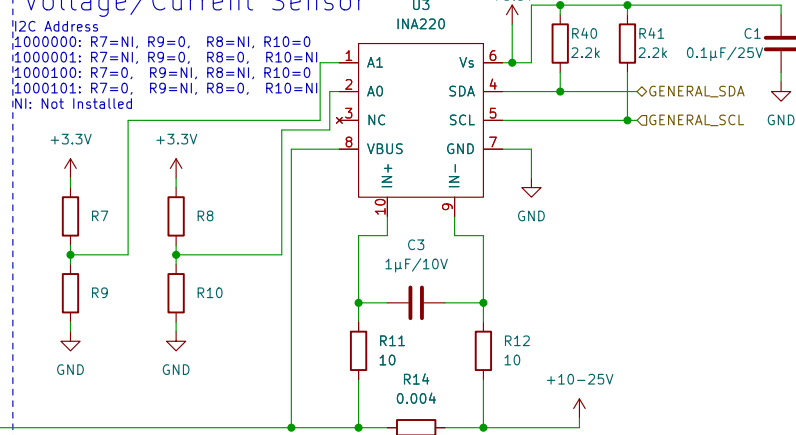 Voltage/Current Sensor
I2C Address
1000000: R7=NI, R9=0, R8=NI, R10=0
1000001: R7=NI, R9=0, R8=0, R10=NI
1000100: R7=0, R9=NI, R8=NI, R10=0
1000101: R7=0, R9=NI, R8=0, R10=NI
NI: Not Installed
U3
INA220
1 A1
2 A0
3 NC
8 VBUS
Vs 6
SDA 4
SCL 5
GND 7
IN+ 10
IN- 9
R40
2.2k
R41
2.2k
C1
0.1µF/25V
GENERAL_SDA
GENERAL_SCL
GND
GND
+3.3V
+3.3V
R7
R8
R9
R10
GND
GND
C3
1µF/10V
R11
10
R12
10
R14
0.004
+10-25V